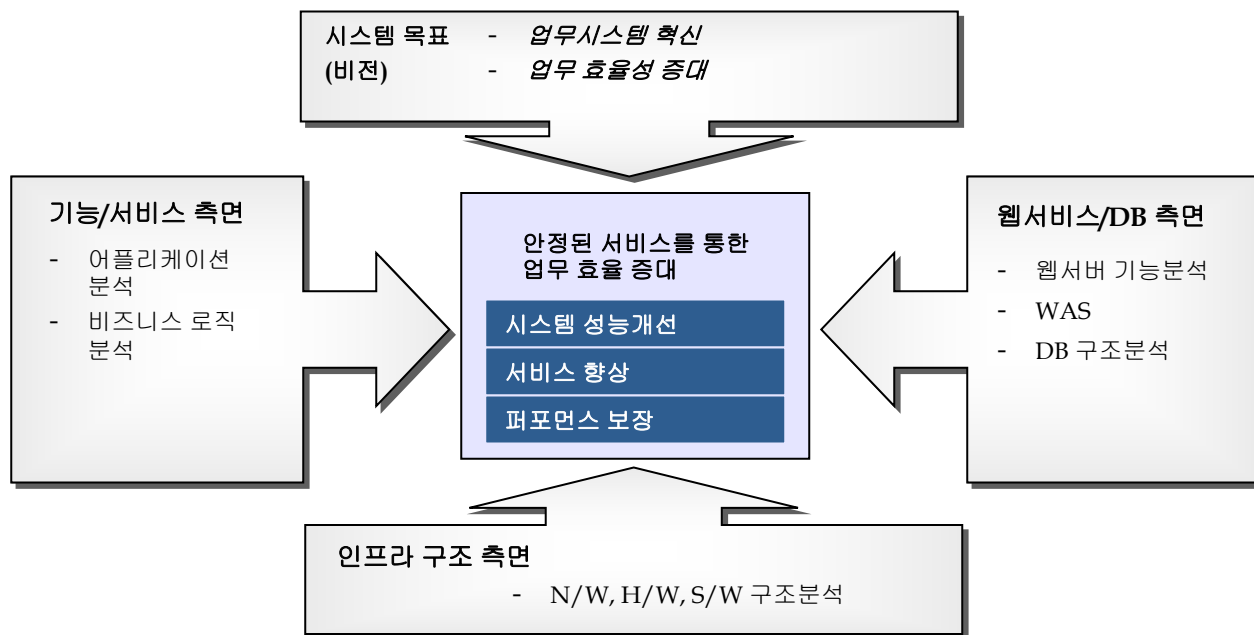 시스템 목표 - 업무시스템 혁신
(비전) - 업무 효율성 증대
기능/서비스 측면
- 어플리케이션
분석
- 비즈니스 로직
분석
안정된 서비스를 통한
업무 효율 증대
시스템 성능개선
서비스 향상
퍼포먼스 보장
웹서비스/DB 측면
- 웹서버 기능분석
- WAS
- DB 구조분석
인프라 구조 측면
- N/W, H/W, S/W 구조분석